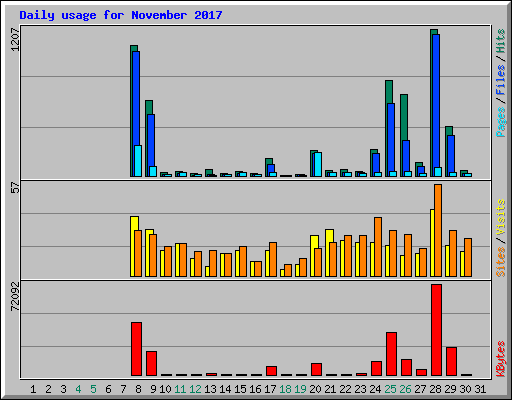 Daily usage for November 2017
1207
Pages / Files / Hits
57
Sites / Visits
72092
KBytes
1 2 3 4 5 6 7 8 9 10 11 12 13 14 15 16 17 18 19 20 21 22 23 24 25 26 27 28 29 30 31